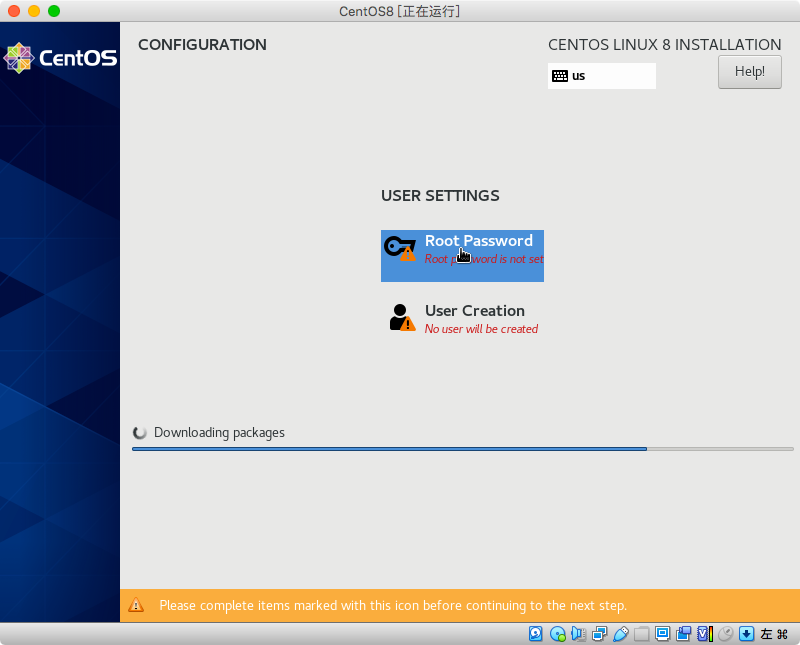 CentOS8 [正在运行]
CentOS
CONFIGURATION
CENTOS LINUX 8 INSTALLATION
us
Help!
USER SETTINGS
Root Password
Root password is not set
User Creation
No user will be created
Downloading packages
Please complete items marked with this icon before continuing to the next step.
左 ⌘